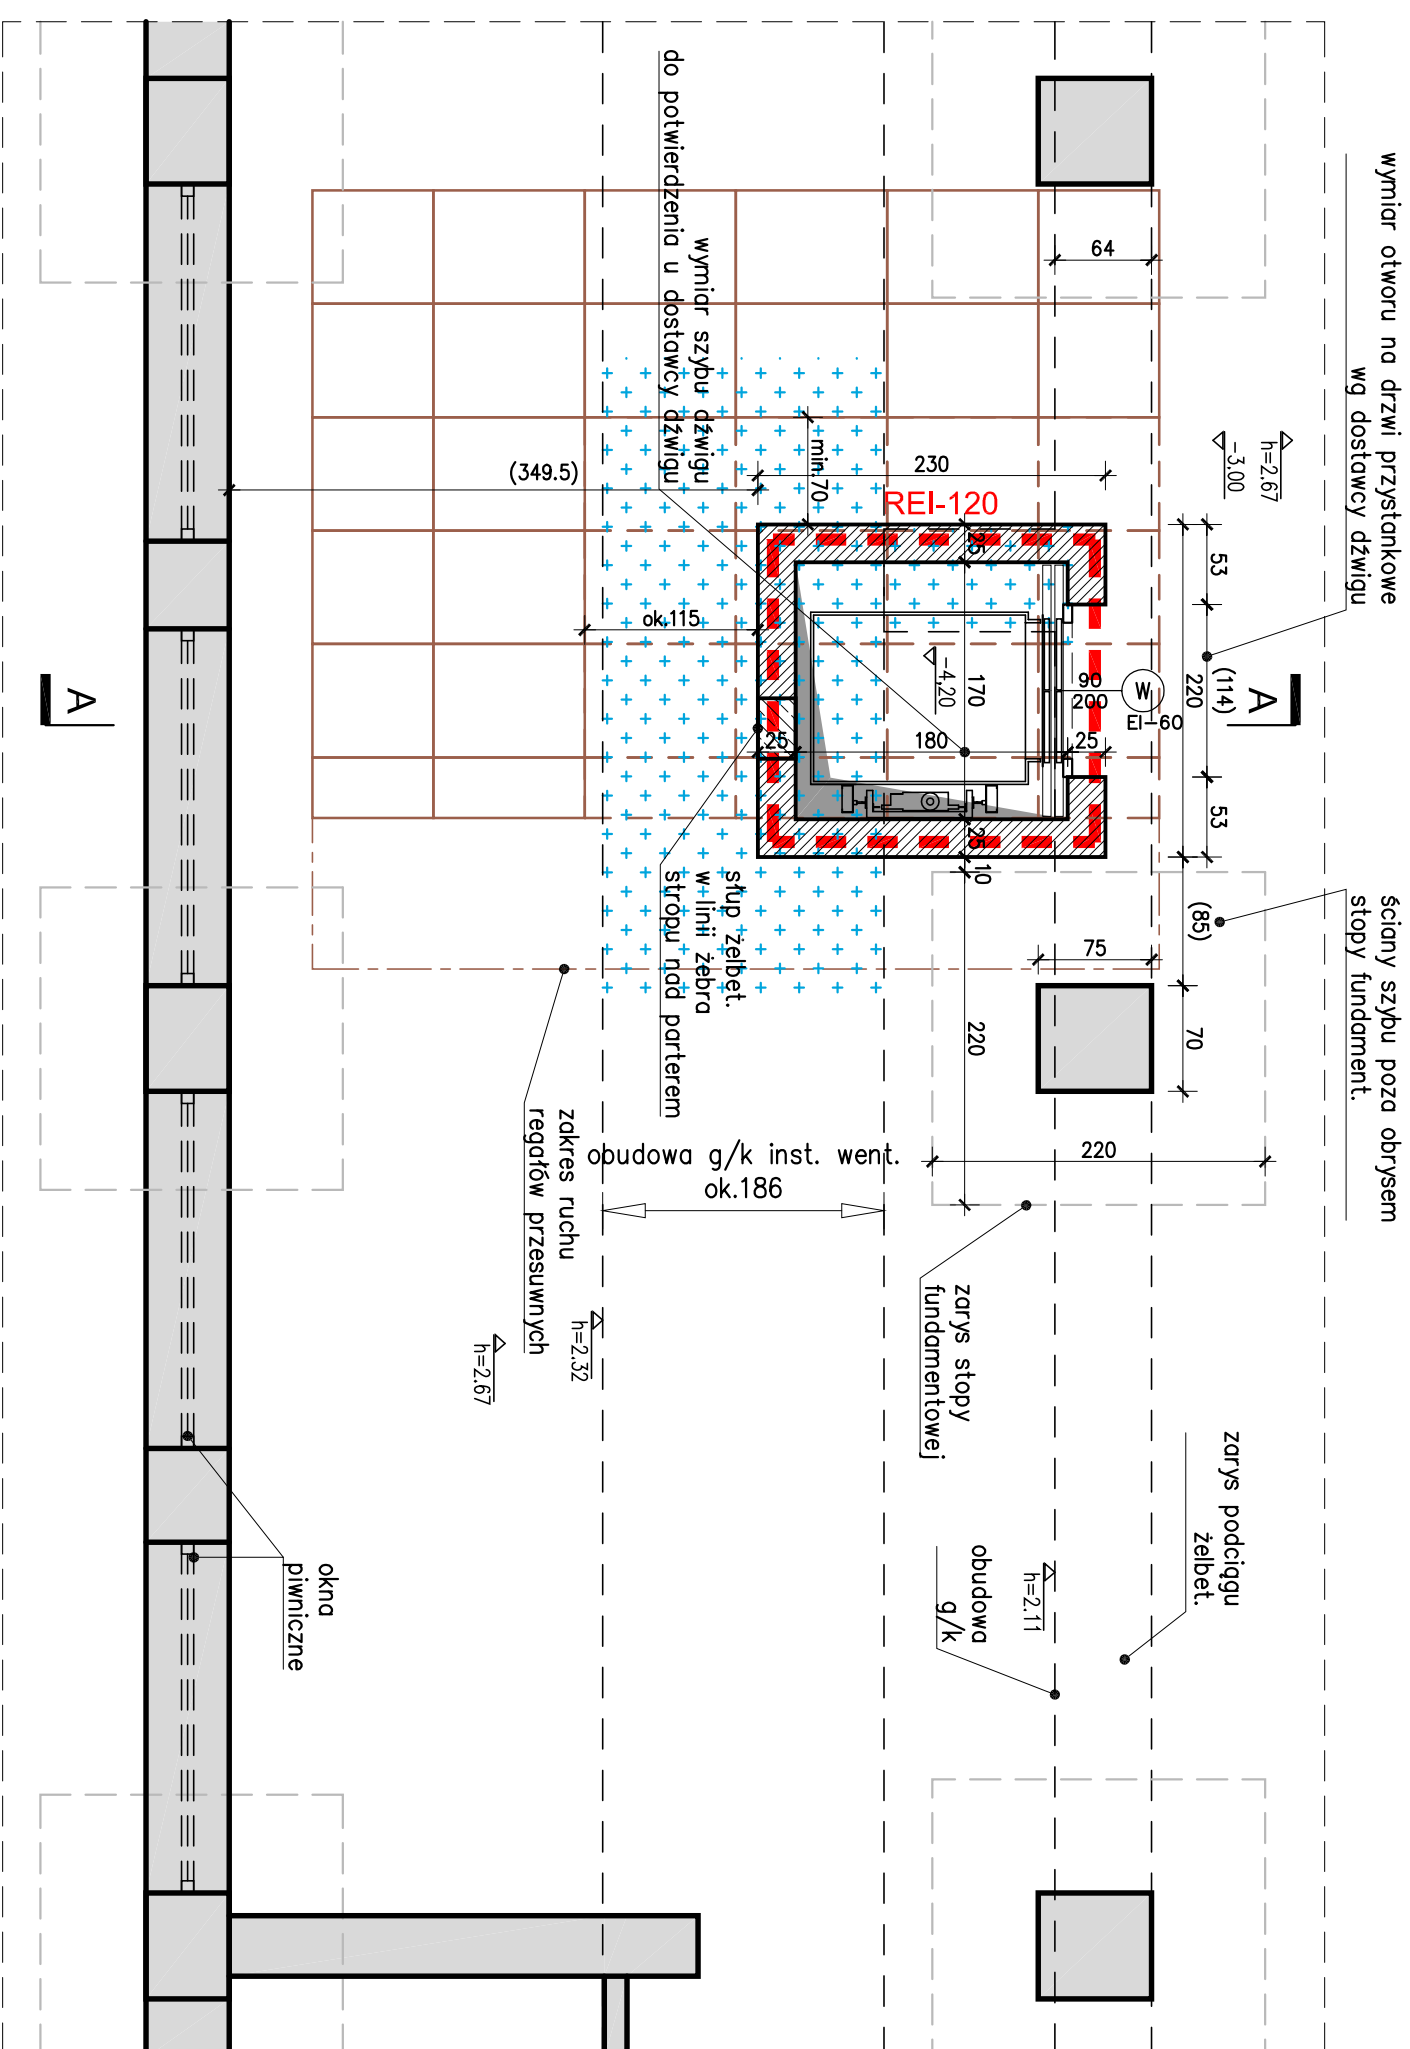 wymiar otworu na drzwi przystankowe
wg dostawcy dźwigu
h=2.67
-3.00
ściany szybu poza obrysem
stopy fundament.
53
(114)
220
53
(85)
70
A
64
W
EI-60
90
200
75
220
wymiar szybu dźwigu
do potwierdzenia u dostawcy dźwigu
min.70
230
REI-120
(349.5)
25
170
-4,20
180
25
25
25
10
220
ok.115
słup żelbet.
w linii żebra
stropu nad parterem
obudowa g/k inst. went.
ok.186
zakres ruchu
regałów przesuwnych
h=2.32
h=2.67
zarys stopy
fundamentowej
zarys podciągu
żelbet.
h=2.11
obudowa
g/k
okna
piwniczne
A